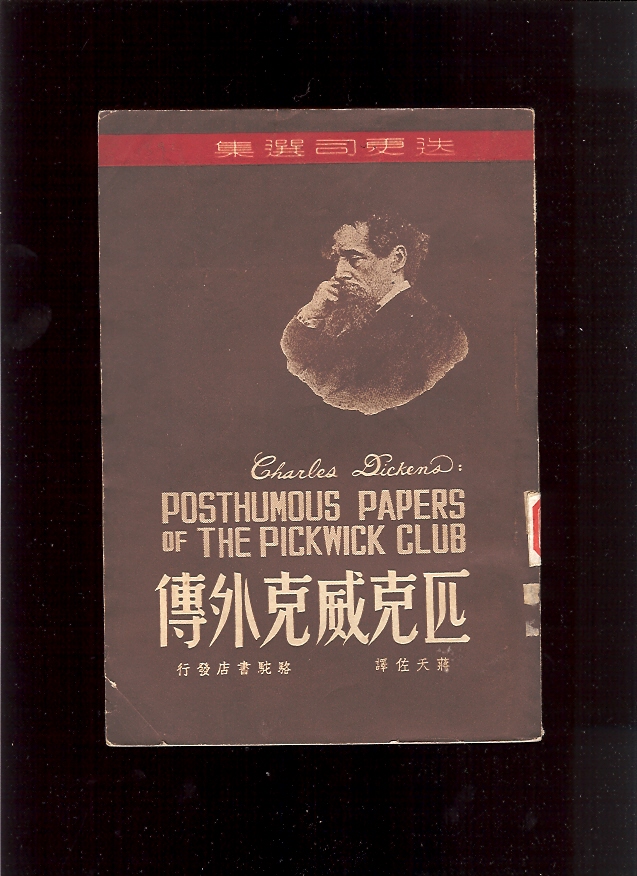 迭更司選集
Charles Dickens:
POSTHUMOUS PAPERS
OF THE PICKWICK CLUB
匹克威克外傳
蔣天佐譯 駱駝書店發行